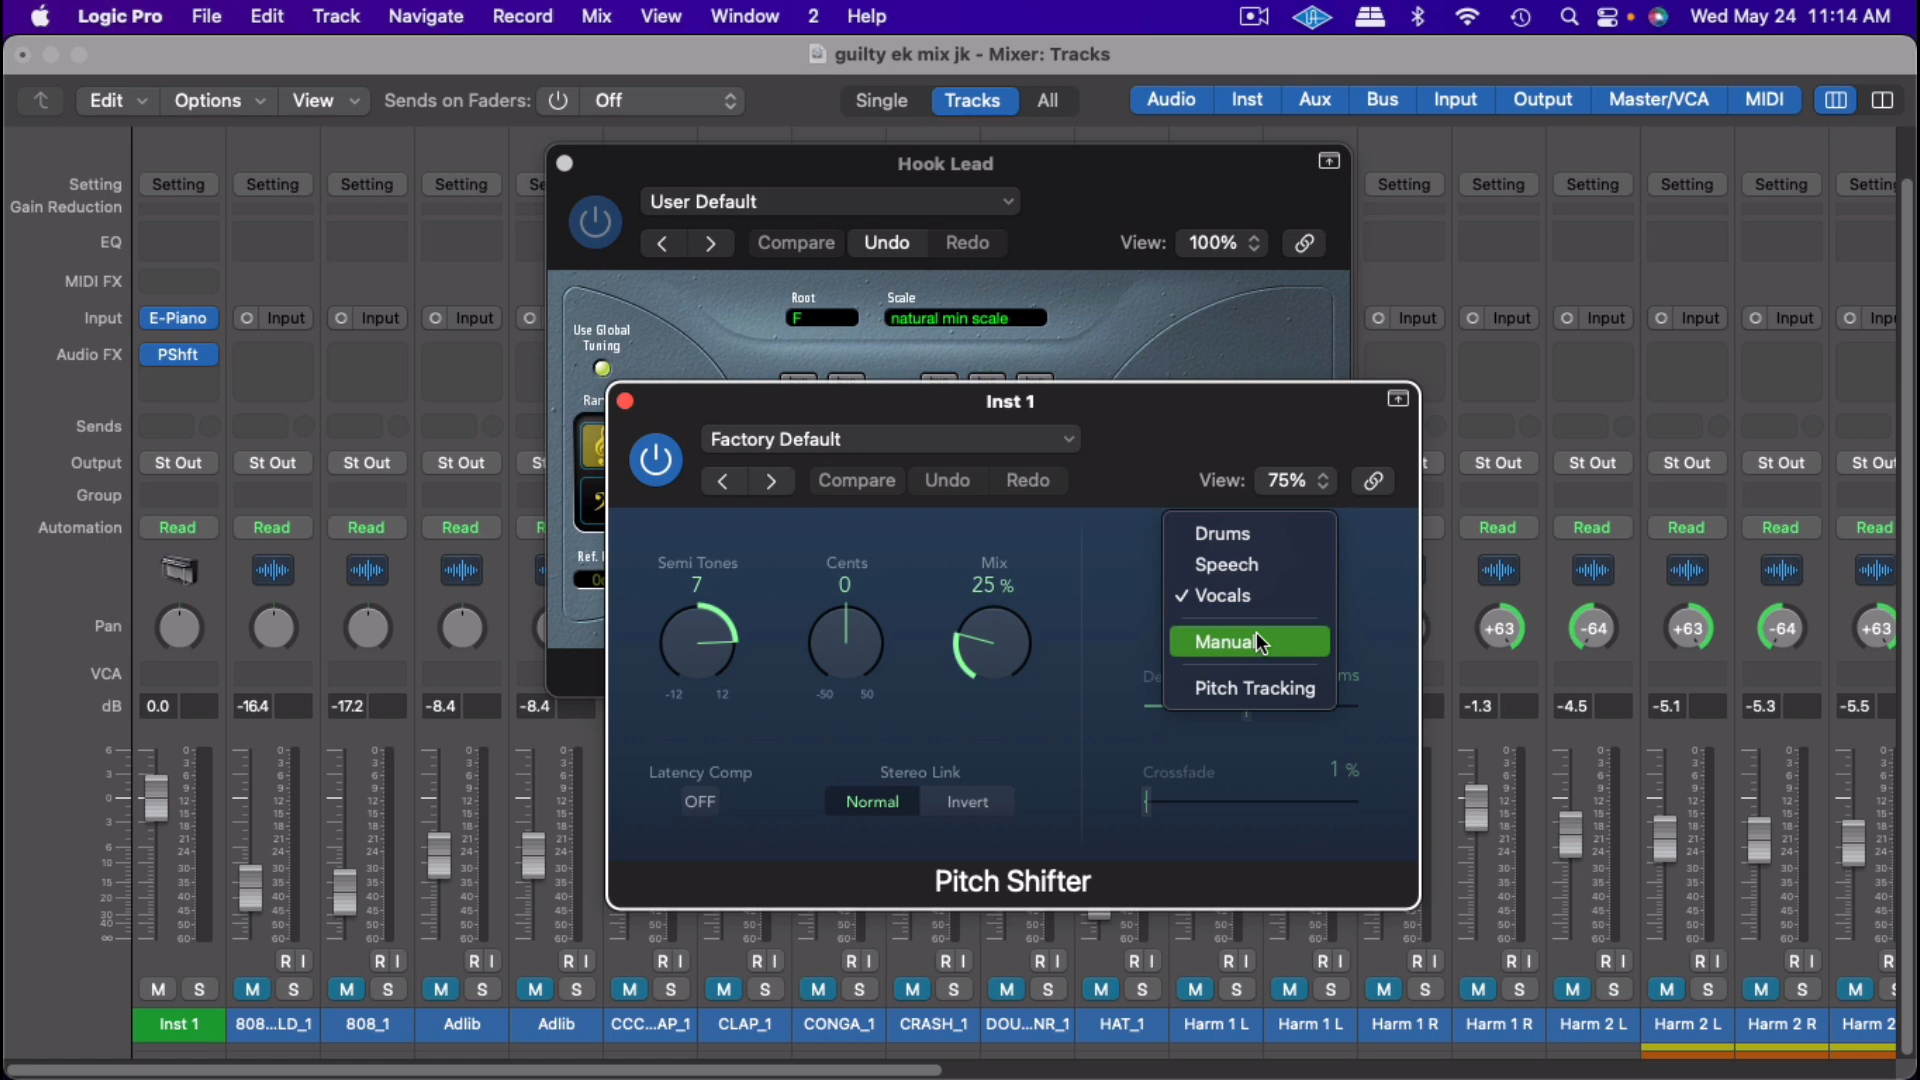 Logic Pro File Edit Track Navigate Record Mix View Window 2 Help Wed May 24 11:14 AM
guilty ek mix jk - Mixer: Tracks
Edit Options View Sends on Faders: Off Single Tracks All Audio Inst Aux Bus Input Output Master/VCA MIDI
Hook Lead
Setting Setting Setting Setting Setting Setting Setting Setting Setting Setting
User Default
Gain Reduction
EQ
Compare Undo Redo View: 100%
MIDI FX
Root Scale
Input E-Piano Input Input Input Input Input Input Input Input
F natural min scale
Use Global
Tuning
Audio FX PShft
Inst 1
Sends
Factory Default
Output St Out St Out St Out St Out St Out St Out St Out St Out
Compare Undo Redo View: 75%
Group
Automation Read Read Read Read Read Read Read Read Read
Drums
Speech
Vocals
Manual
Pitch Tracking
Semi Tones Cents Mix
7 0 25 %
-12 12 -50 50
ms
Pan +63 -64 +63 -64 +63
VCA
dB 0.0 -16.4 -17.2 -8.4 -8.4 -1.3 -4.5 -5.1 -5.3 -5.5
Latency Comp Stereo Link Crossfade 1 %
OFF Normal Invert
Pitch Shifter
R I R I R I R I R I R I R I R I R I R I R I R I R I R I R I R I R I R
M S M S M S M S M S M S M S M S M S M S M S M S M S M S M S M S M S M S M
Inst 1 808...LD_1 808_1 Adlib Adlib CCC...AP_1 CLAP_1 CONGA_1 CRASH_1 DOU...NR_1 HAT_1 Harm 1 L Harm 1 L Harm 1 R Harm 1 R Harm 2 L Harm 2 L Harm 2 R Harm 2